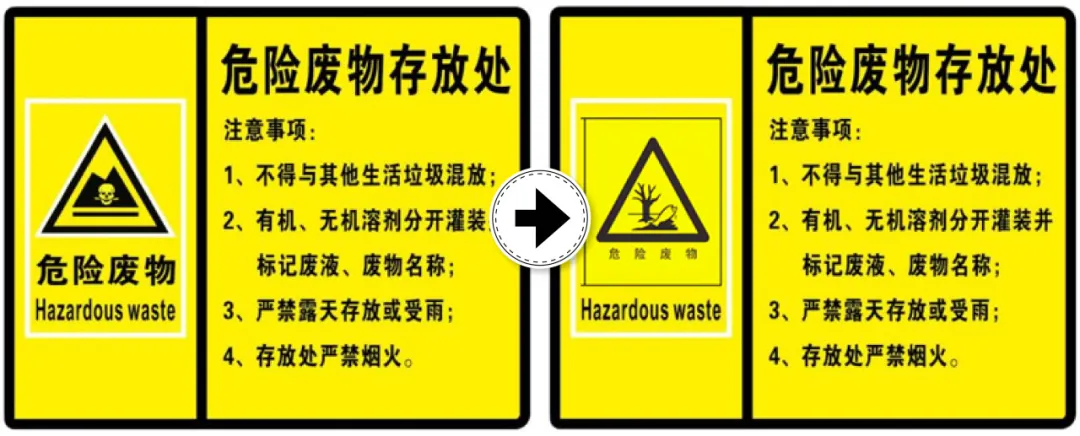 危险废物
Hazardous waste
危险废物存放处
注意事项：
1、不得与其他生活垃圾混放；
2、有机、无机溶剂分开灌装
标记废液、废物名称；
3、严禁露天存放或受雨；
4、存放处严禁烟火。
危险废物
Hazardous waste
危险废物存放处
注意事项：
1、不得与其他生活垃圾混放；
2、有机、无机溶剂分开灌装并
标记废液、废物名称；
3、严禁露天存放或受雨；
4、存放处严禁烟火。